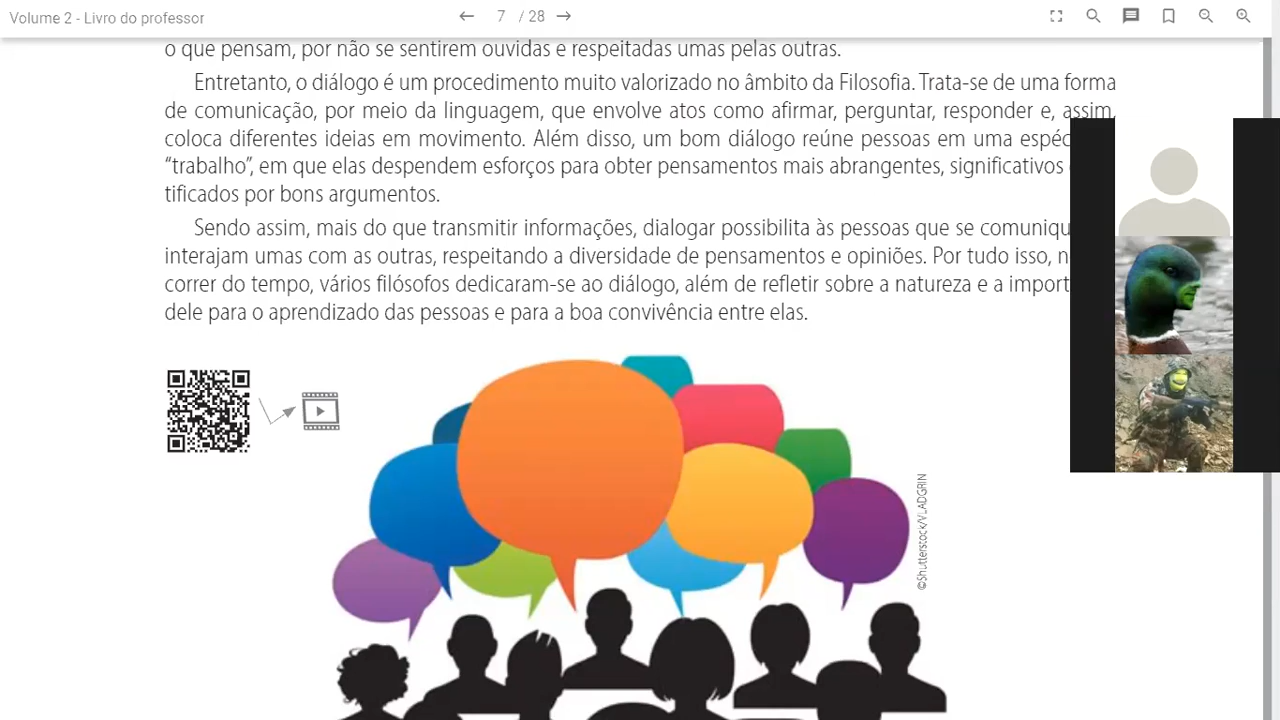 Volume 2 - Livro do professor
7 / 28
o que pensam, por não se sentirem ouvidas e respeitadas umas pelas outras.
Entretanto, o diálogo é um procedimento muito valorizado no âmbito da Filosofia. Trata-se de uma forma
de comunicação, por meio da linguagem, que envolve atos como afirmar, perguntar, responder e, assim,
coloca diferentes ideias em movimento. Além disso, um bom diálogo reúne pessoas em uma
“trabalho”, em que elas despendem esforços para obter pensamentos mais abrangentes, significativos
tificados por bons argumentos.
Sendo assim, mais do que transmitir informações, dialogar possibilita às pessoas que se
interajam umas com as outras, respeitando a diversidade de pensamentos e opiniões. Por tudo isso,
correr do tempo, vários filósofos dedicaram-se ao diálogo, além de refletir sobre a natureza e a
dele para o aprendizado das pessoas e para a boa convivência entre elas.
©Shutterstock/VLADGRIN